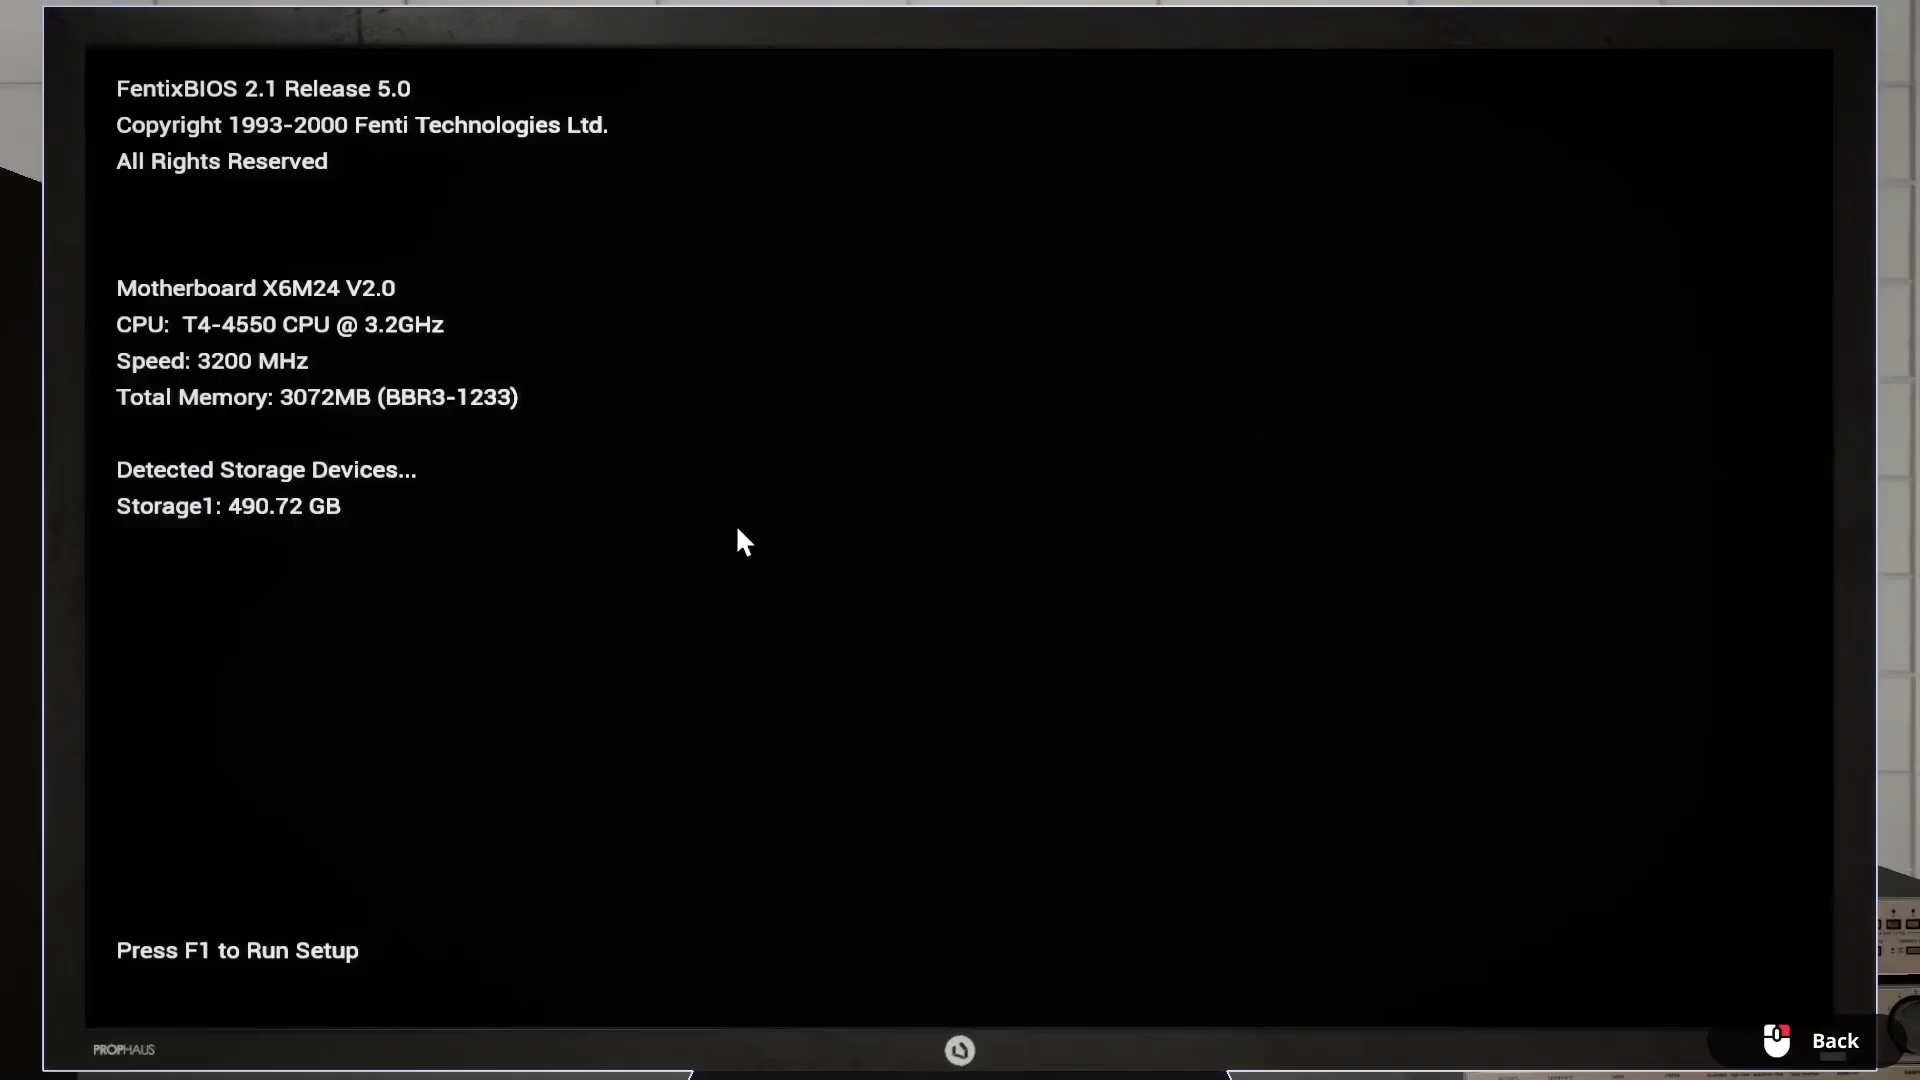 FentixBIOS 2.1 Release 5.0
Copyright 1993-2000 Fenti Technologies Ltd.
All Rights Reserved
Motherboard X6M24 V2.0
CPU: T4-4550 CPU @ 3.2GHz
Speed: 3200 MHz
Total Memory: 3072MB (BBR3-1233)
Detected Storage Devices...
Storage1: 490.72 GB
Press F1 to Run Setup
PROPHAUS
Back